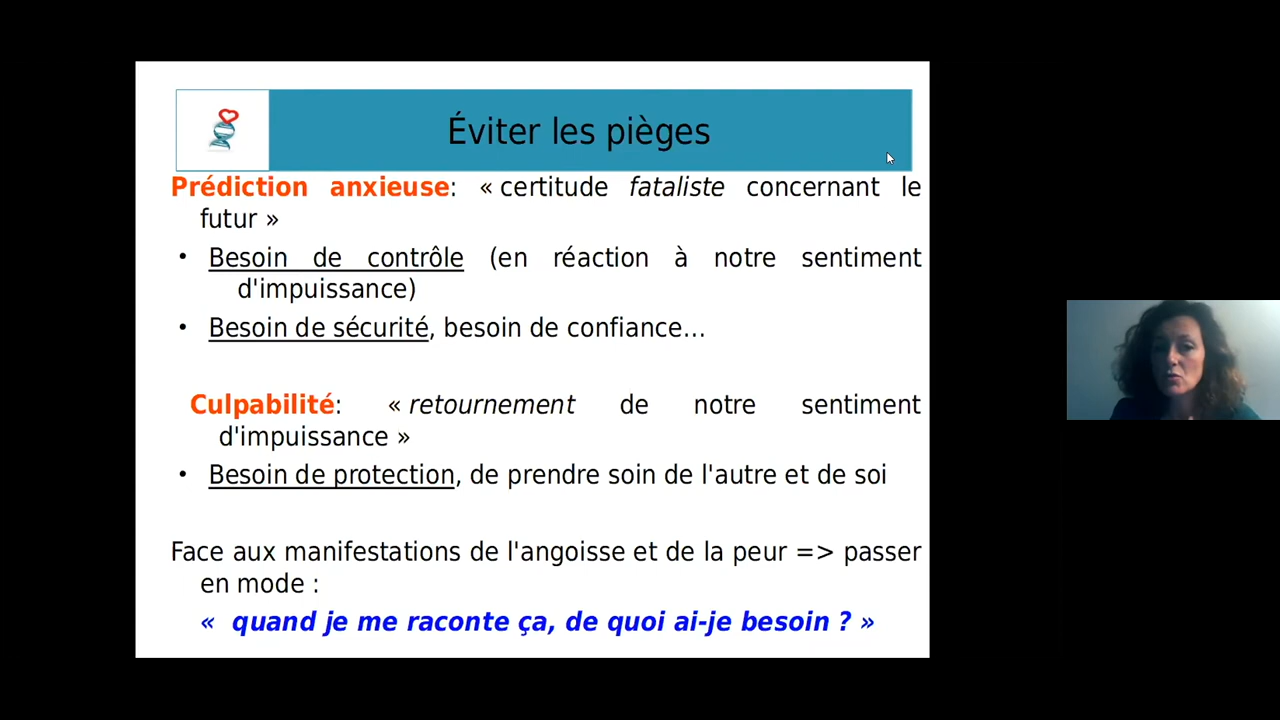 Éviter les pièges
Prédiction anxieuse: « certitude fataliste concernant le
futur »
• Besoin de contrôle (en réaction à notre sentiment
d'impuissance)
• Besoin de sécurité, besoin de confiance…
Culpabilité: « retournement de notre sentiment
d'impuissance »
• Besoin de protection, de prendre soin de l'autre et de soi
Face aux manifestations de l'angoisse et de la peur => passer
en mode :
« quand je me raconte ça, de quoi ai-je besoin ? »